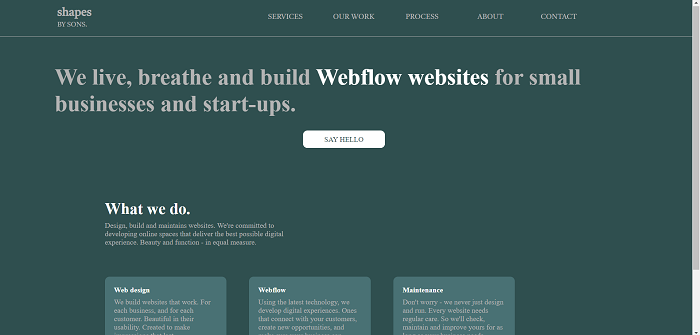 shapes
BY SONS.
SERVICES
OUR WORK
PROCESS
ABOUT
CONTACT
We live, breathe and build Webflow websites for small
businesses and start-ups.
SAY HELLO
What we do.
Design, build and maintains websites. We're committed to
developing online spaces that deliver the best possible digital
experience. Beauty and function - in equal measure.
Web design
We build websites that work. For
each business, and for each
customer. Beautiful in their
usability. Created to make
Webflow
Using the latest technology, we
develop digital experiences. Ones
that connect with your customers,
create new opportunities, and
Maintenance
Don't worry - we never just design
and run. Every website needs
regular care. So we'll check,
maintain and improve yours for as